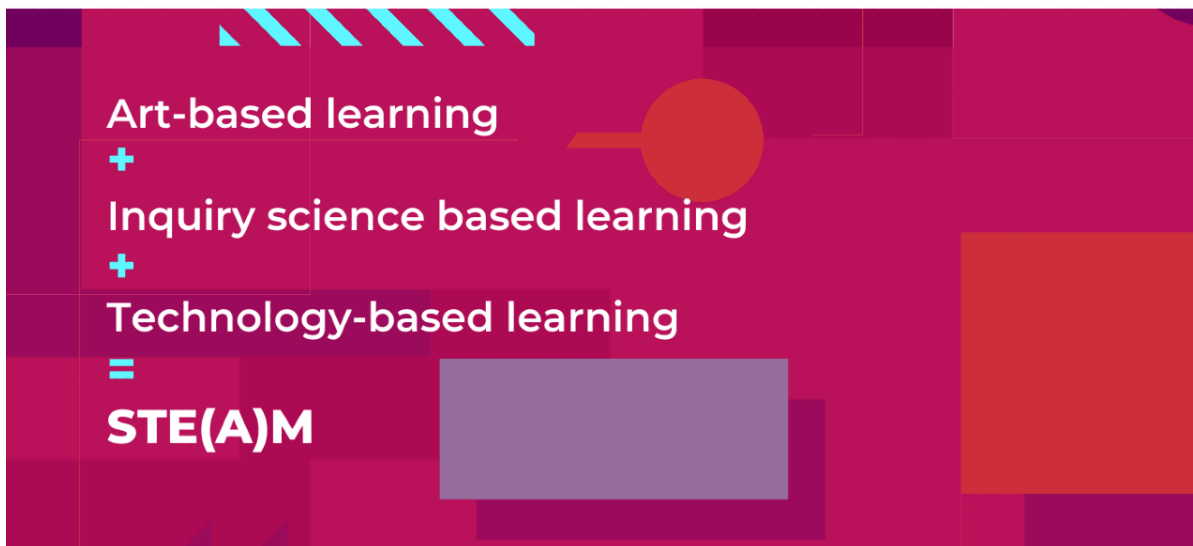 Art-based learning
+
Inquiry science based learning
+
Technology-based learning
=
STE(A)M